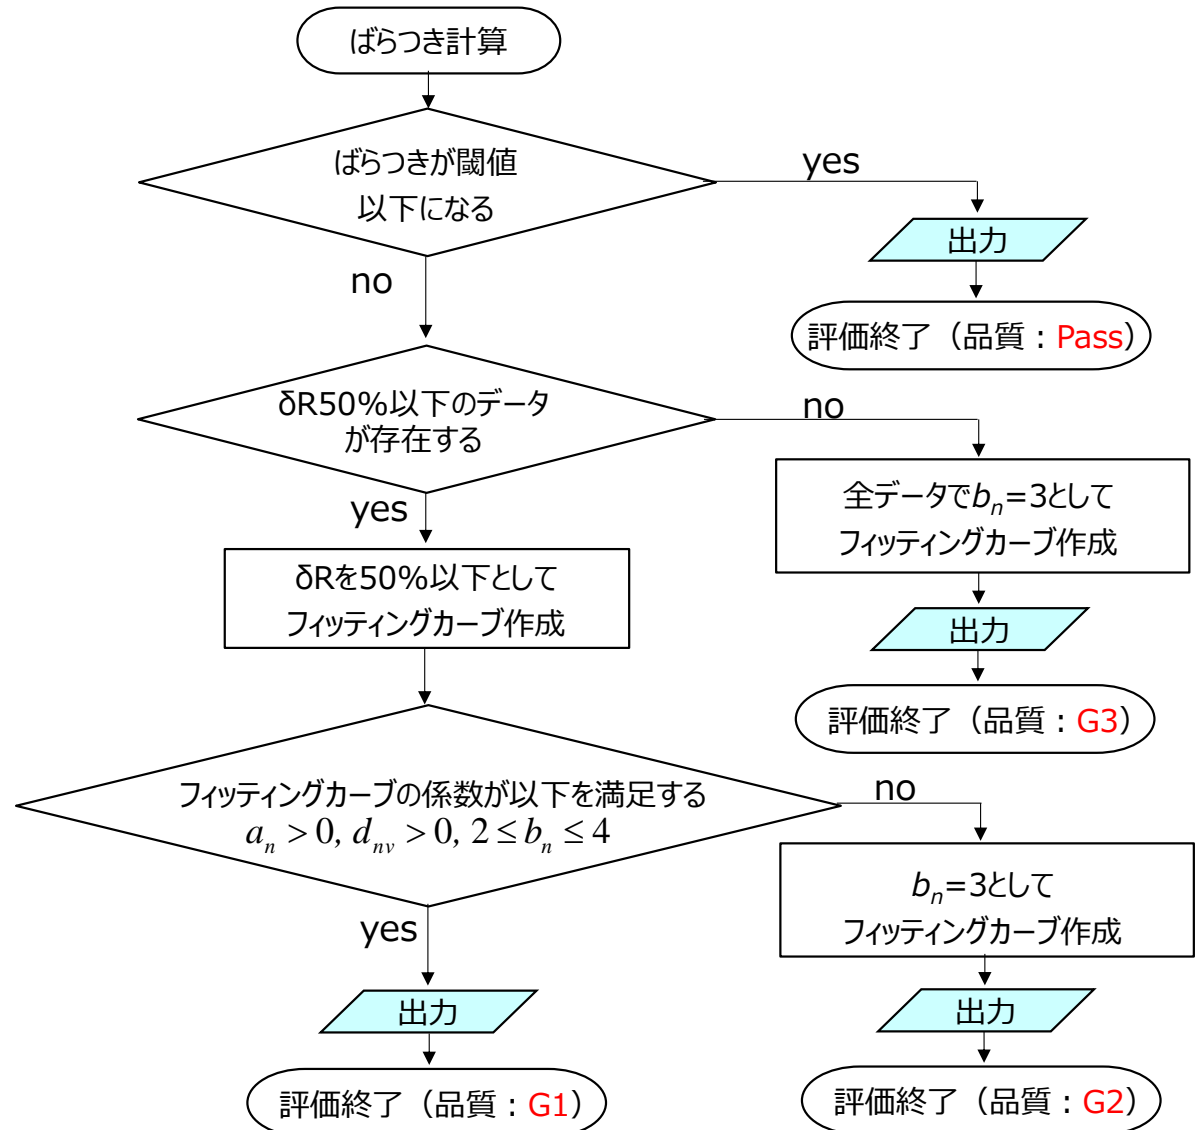 ばらつき計算
ばらつきが閾値
以下になる
yes
出力
評価終了（品質：Pass）
no
δR50%以下のデータ
が存在する
no
全データでbn=3として
フィッティングカーブ作成
出力
評価終了（品質：G3）
yes
δRを50%以下として
フィッティングカーブ作成
フィッティングカーブの係数が以下を満足する
an > 0, dnv > 0, 2 ≤ bn ≤ 4
no
bn=3として
フィッティングカーブ作成
出力
評価終了（品質：G2）
yes
出力
評価終了（品質：G1）